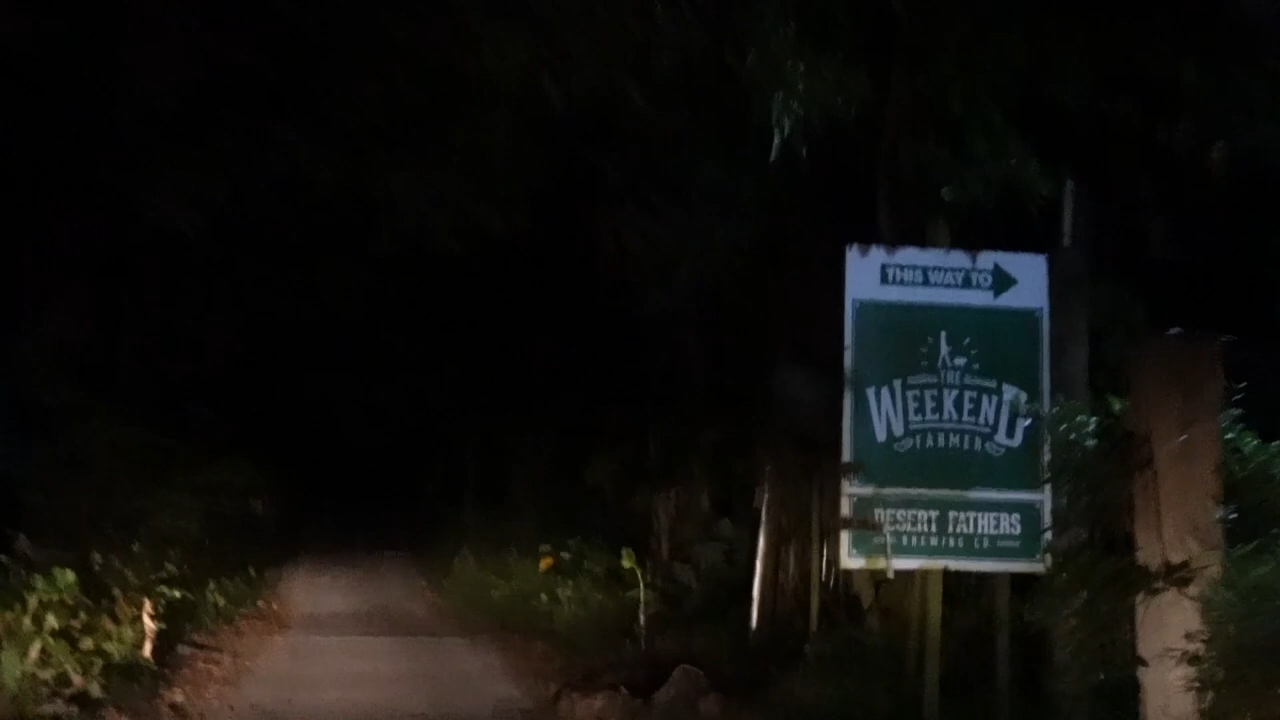 THIS WAY TO
THE
WEEKEND
FARMER
DESERT FATHERS
BREWING CO.